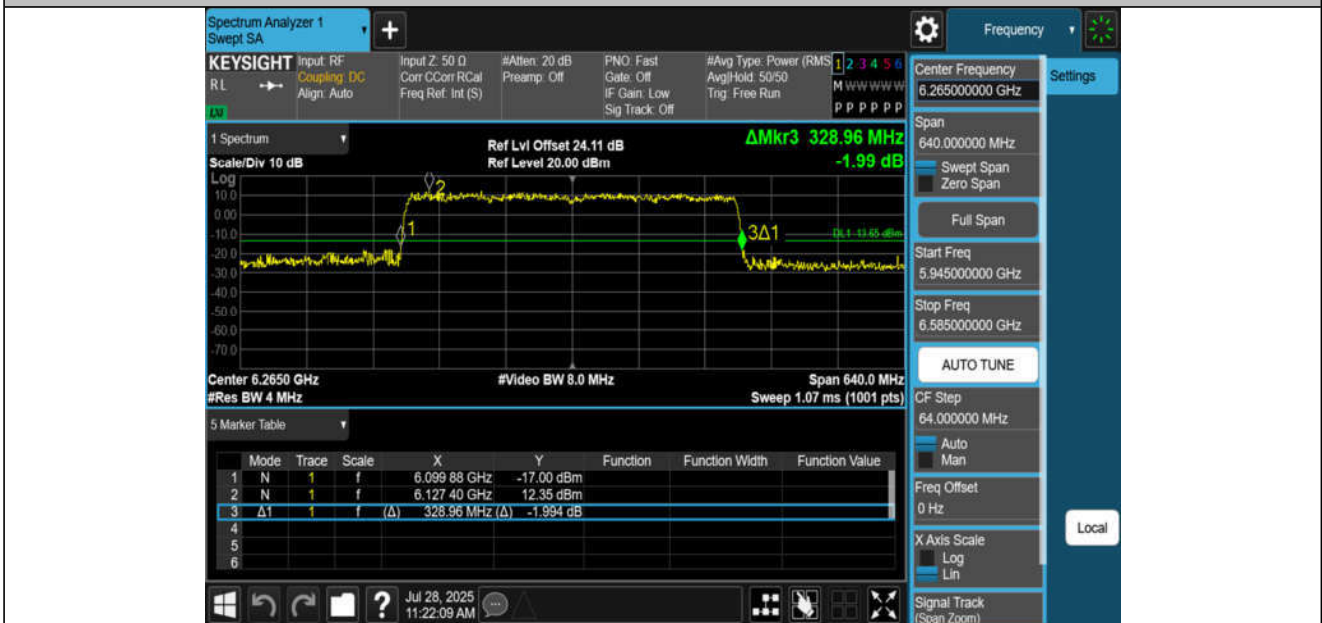 Spectrum Analyzer 1
Swept SA
+
Frequency
KEYSIGHT
RL
Input: RF
Coupling: DC
Align: Auto
Input Z: 50 Ω
Corr CCorr RCal
Freq Ref: Int (S)
#Atten: 20 dB
Preamp: Off
PNO: Fast
Gate: Off
IF Gain: Low
Sig Track: Off
#Avg Type: Power (RMS
Avg|Hold: 50/50
Trig: Free Run
1 2 3 4 5 6
M W W W W W
P P P P P P
1 Spectrum
Scale/Div 10 dB
Ref Lvl Offset 24.11 dB
Ref Level 20.00 dBm
ΔMkr3 328.96 MHz
-1.99 dB
Log
10.0
0.00
-10.0
-20.0
-30.0
-40.0
-50.0
-60.0
-70.0
2
1
3Δ1
DL1 -13.65 dBm
Center 6.2650 GHz
#Video BW 8.0 MHz
Span 640.0 MHz
#Res BW 4 MHz
Sweep 1.07 ms (1001 pts)
5 Marker Table
Mode Trace Scale X Y Function Function Width Function Value
1 N 1 f 6.099 88 GHz -17.00 dBm
2 N 1 f 6.127 40 GHz 12.35 dBm
3 Δ1 1 f (Δ) 328.96 MHz (Δ) -1.994 dB
4
5
6
?
Jul 28, 2025
11:22:09 AM
Center Frequency
6.265000000 GHz
Settings
Span
640.000000 MHz
Swept Span
Zero Span
Full Span
Start Freq
5.945000000 GHz
Stop Freq
6.585000000 GHz
AUTO TUNE
CF Step
64.000000 MHz
Auto
Man
Freq Offset
0 Hz
X Axis Scale
Log
Lin
Local
Signal Track
(Span Zoom)